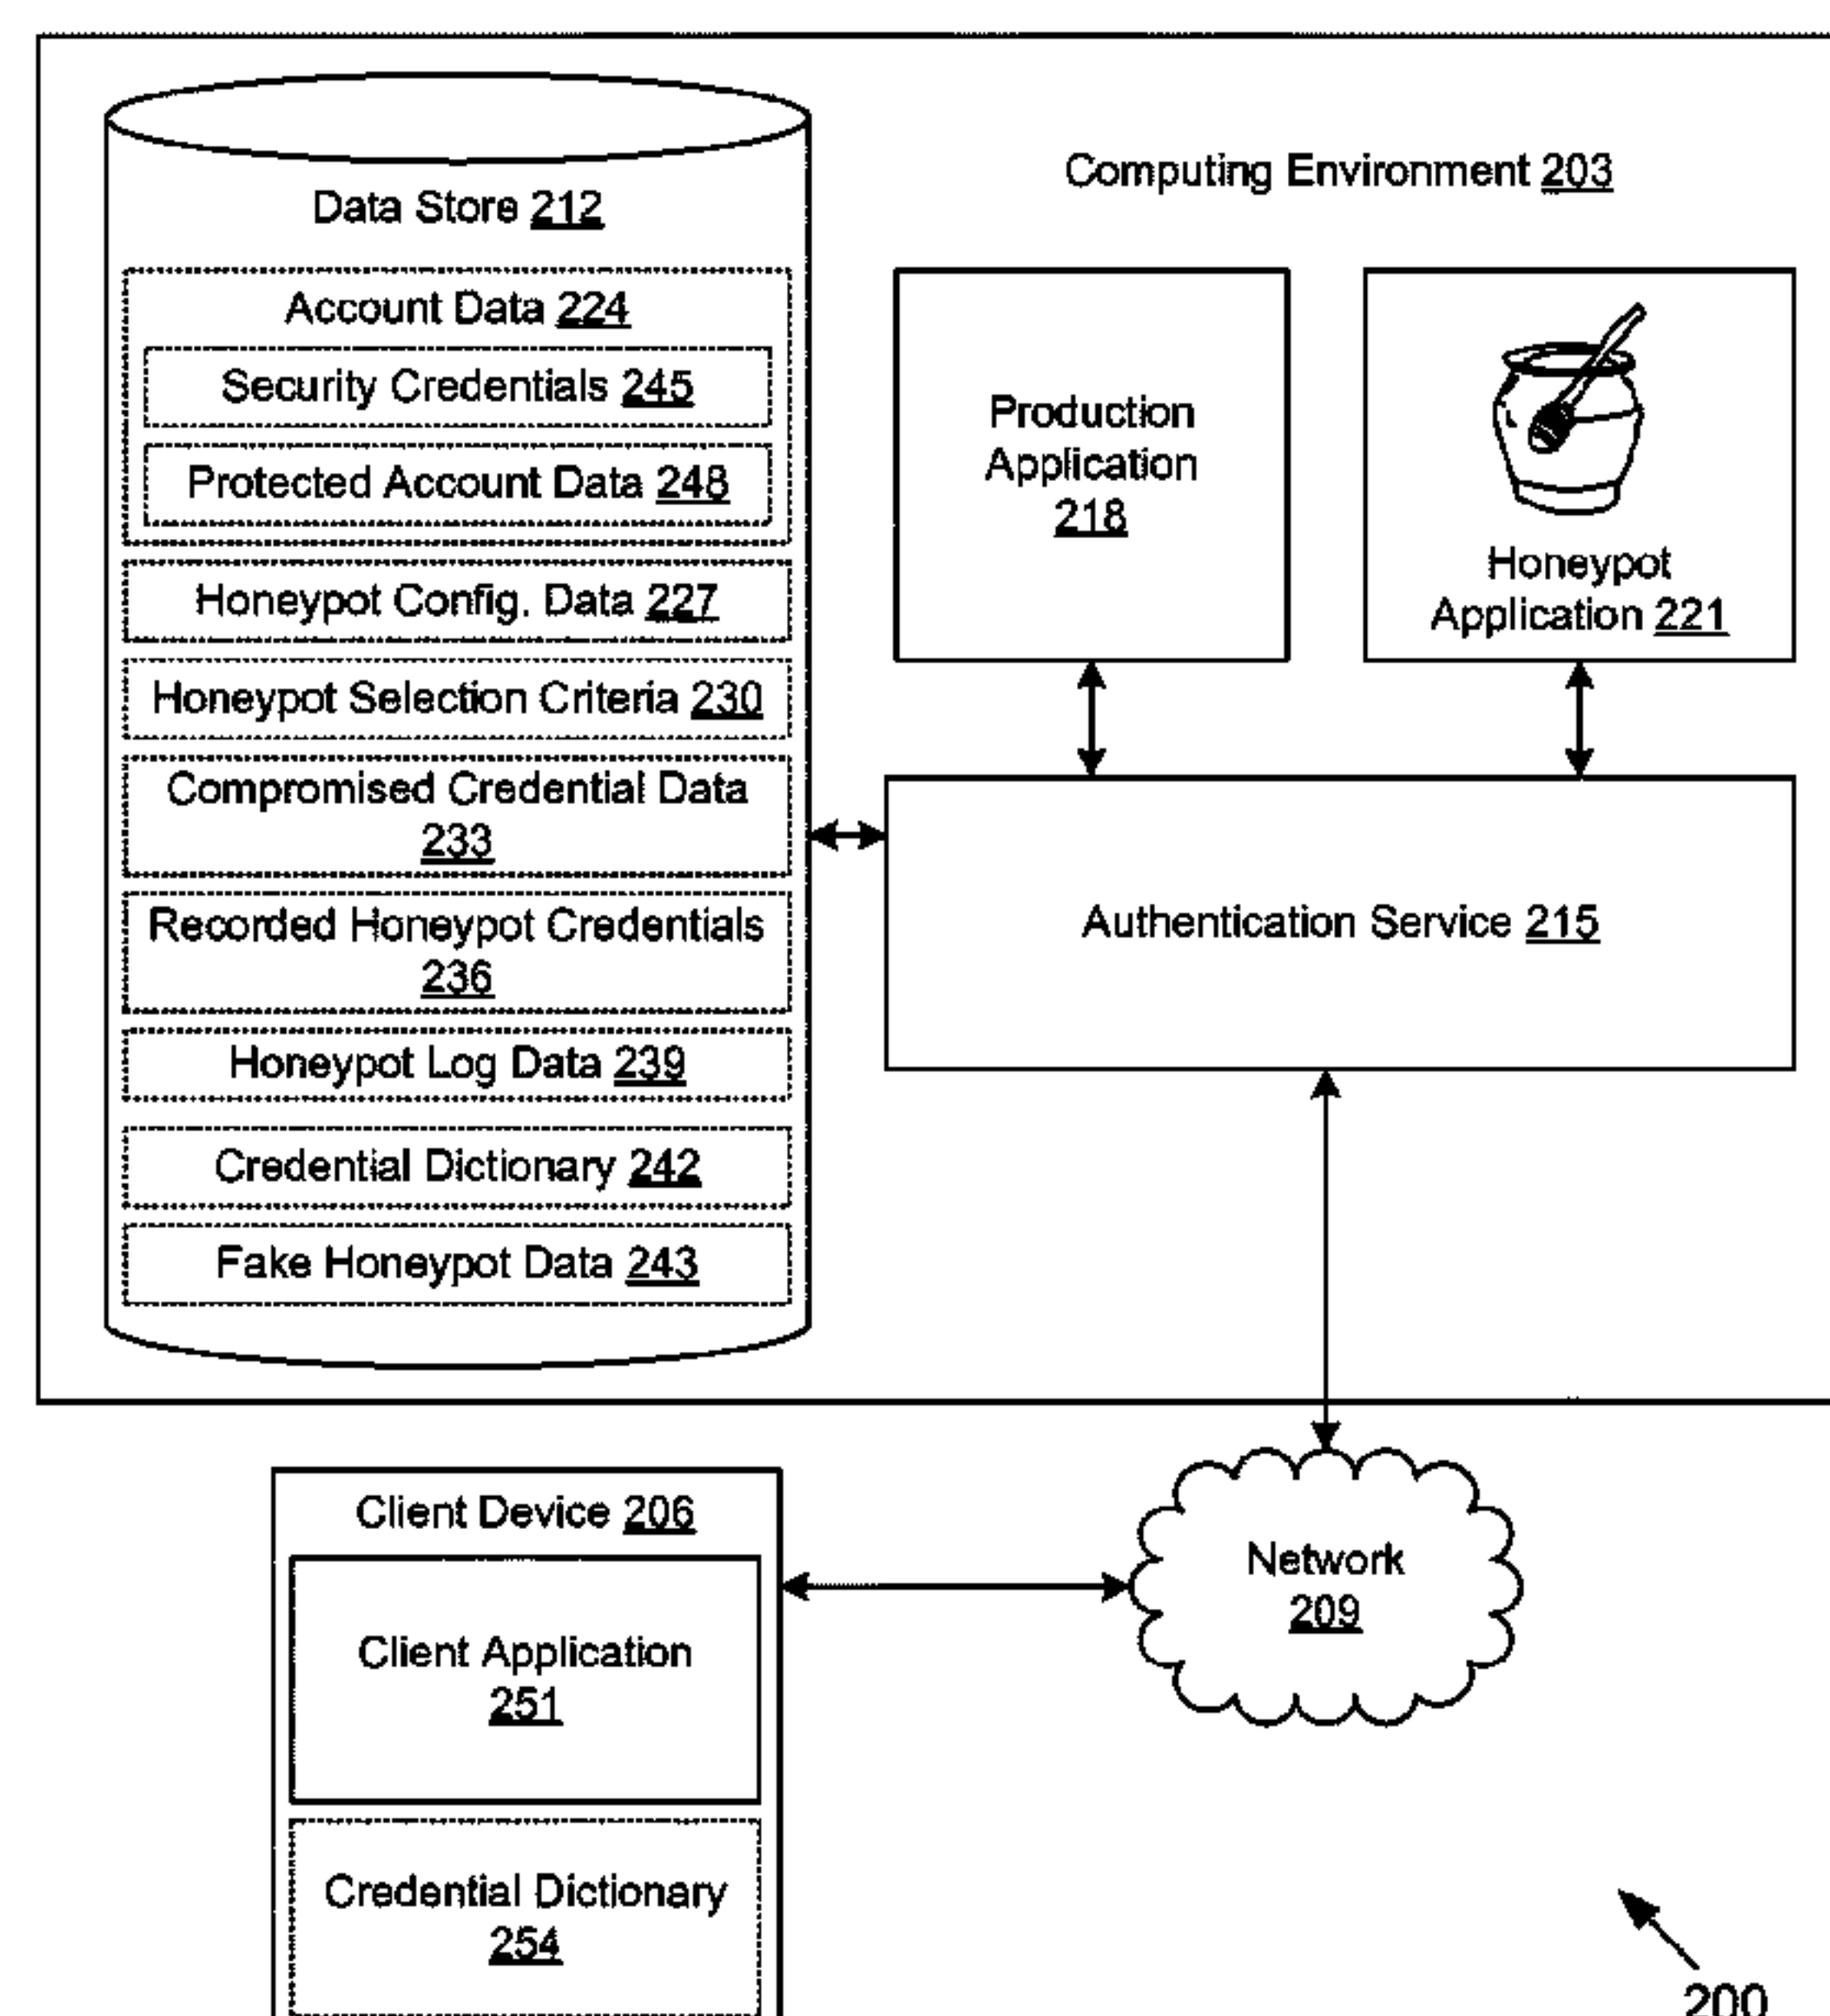 Computing Environment 203
Data Store 212
Account Data 224
Security Credentials 245
Protected Account Data 248
Honeypot Config. Data 227
Honeypot Selection Criteria 230
Compromised Credential Data
233
Recorded Honeypot Credentials
236
Honeypot Log Data 239
Credential Dictionary 242
Fake Honeypot Data 243
Production
Application
218
Honeypot
Application 221
Authentication Service 215
Client Device 206
Client Application
251
Credential Dictionary
254
Network
209
200